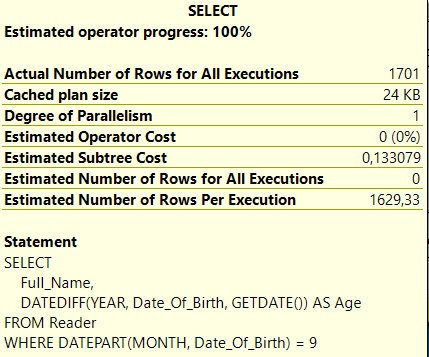 SELECT
Estimated operator progress: 100%
Actual Number of Rows for All Executions 1701
Cached plan size 24 KB
Degree of Parallelism 1
Estimated Operator Cost 0 (0%)
Estimated Subtree Cost 0,133079
Estimated Number of Rows for All Executions 0
Estimated Number of Rows Per Execution 1629,33
Statement
SELECT
Full_Name,
DATEDIFF(YEAR, Date_Of_Birth, GETDATE()) AS Age
FROM Reader
WHERE DATEPART(MONTH, Date_Of_Birth) = 9